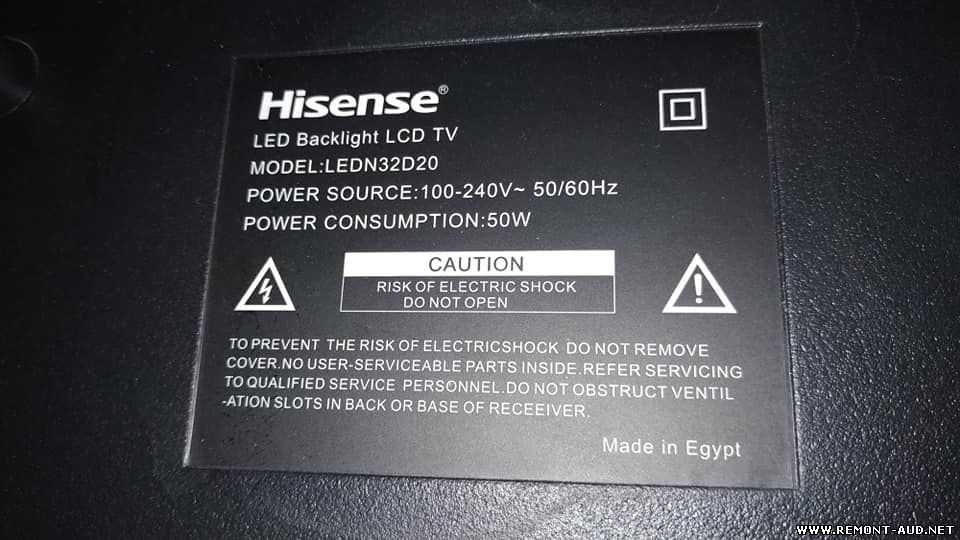 Hisense®
LED Backlight LCD TV
MODEL:LEDN32D20
POWER SOURCE:100-240V~ 50/60Hz
POWER CONSUMPTION:50W
CAUTION
RISK OF ELECTRIC SHOCK
DO NOT OPEN
TO PREVENT THE RISK OF ELECTRICSHOCK DO NOT REMOVE
COVER.NO USER-SERVICEABLE PARTS INSIDE.REFER SERVICING
TO QUALIFIED SERVICE PERSONNEL.DO NOT OBSTRUCT VENTIL
-ATION SLOTS IN BACK OR BASE OF RECEEIVER.
Made in Egypt
WWW.REMONT-AUD.NET